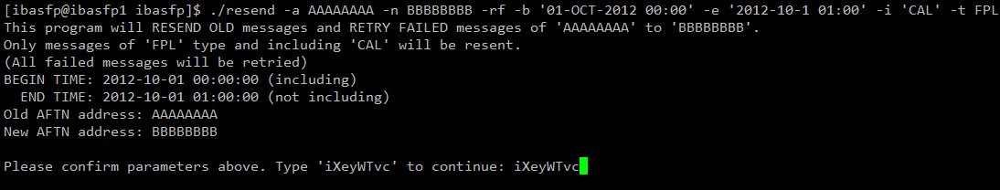 [ibasfp@ibasfp1 ibasfp]$ ./resend -a AAAAAAAA -n BBBBBBBB -rf -b '01-OCT-2012 00:00' -e '2012-10-1 01:00' -i 'CAL' -t FPL
This program will RESEND OLD messages and RETRY FAILED messages of 'AAAAAAAA' to 'BBBBBBBB'.
Only messages of 'FPL' type and including 'CAL' will be resent.
(All failed messages will be retried)
BEGIN TIME: 2012-10-01 00:00:00 (including)
  END TIME: 2012-10-01 01:00:00 (not including)
Old AFTN address: AAAAAAAA
New AFTN address: BBBBBBBB
Please confirm parameters above. Type 'iXeyWTvc' to continue: iXeyWTvc